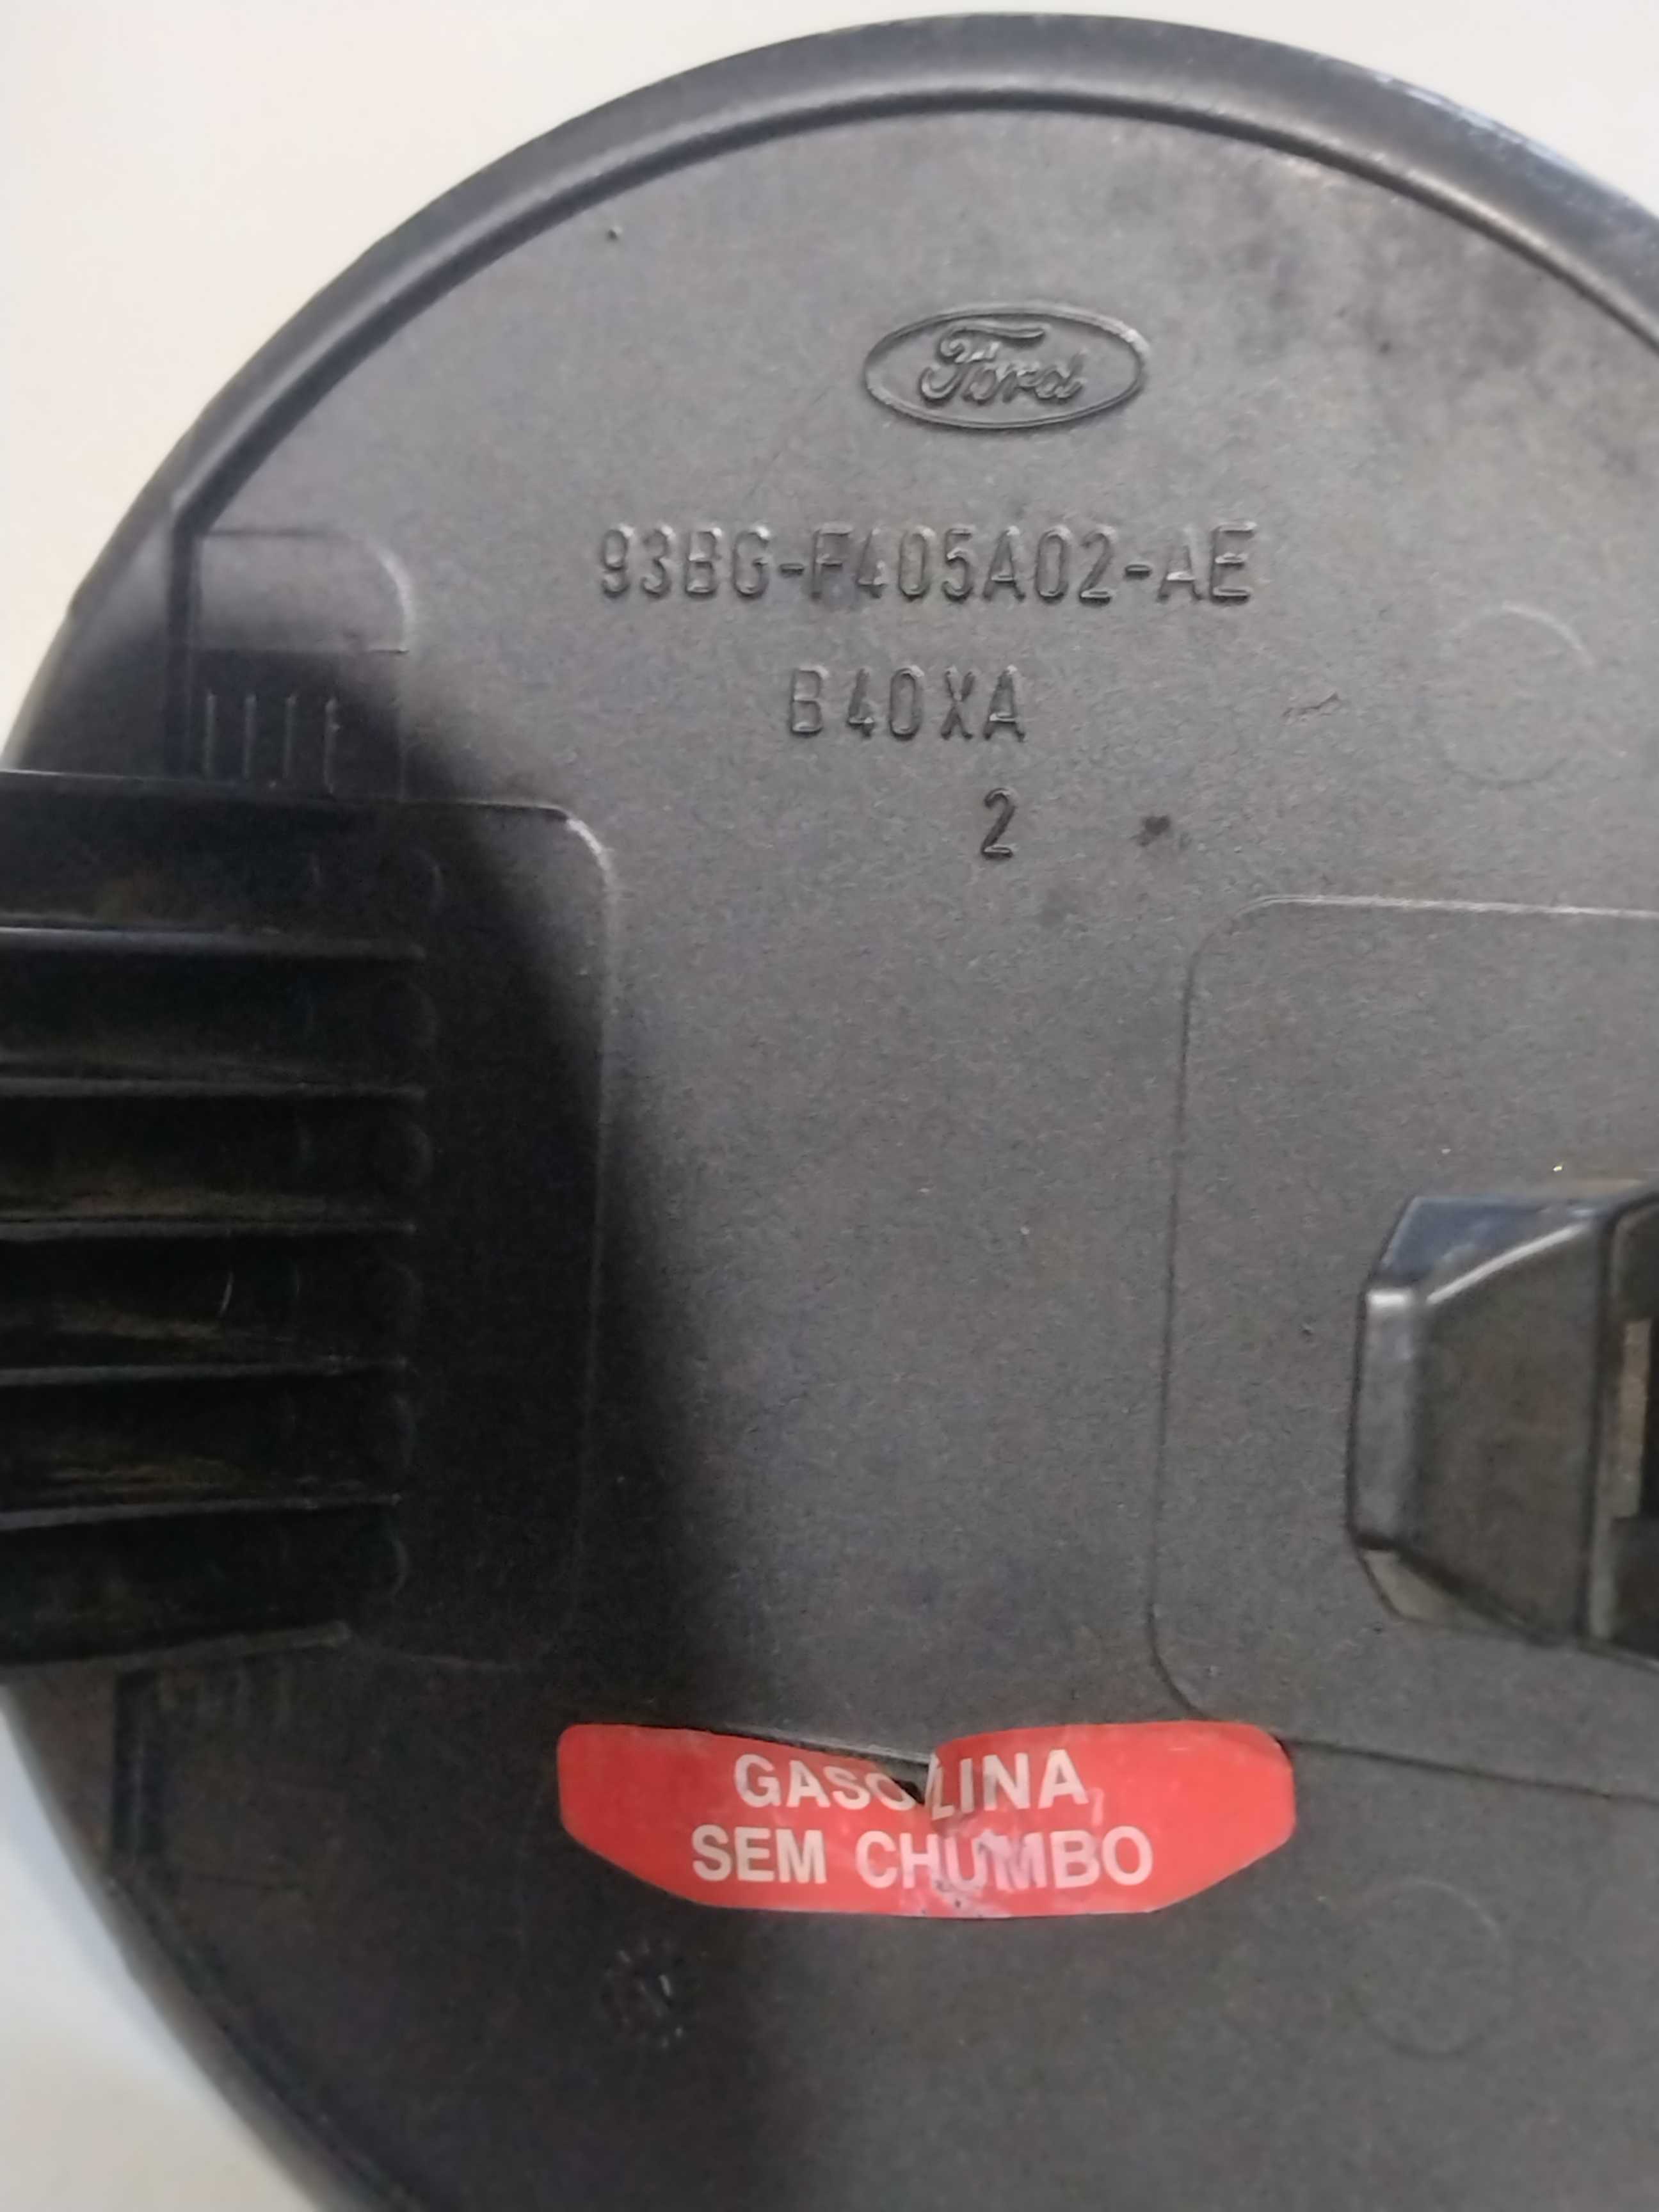 Ford
93BG-F405A02-AE
B40XA
2
GASOLINA
SEM CHUMBO